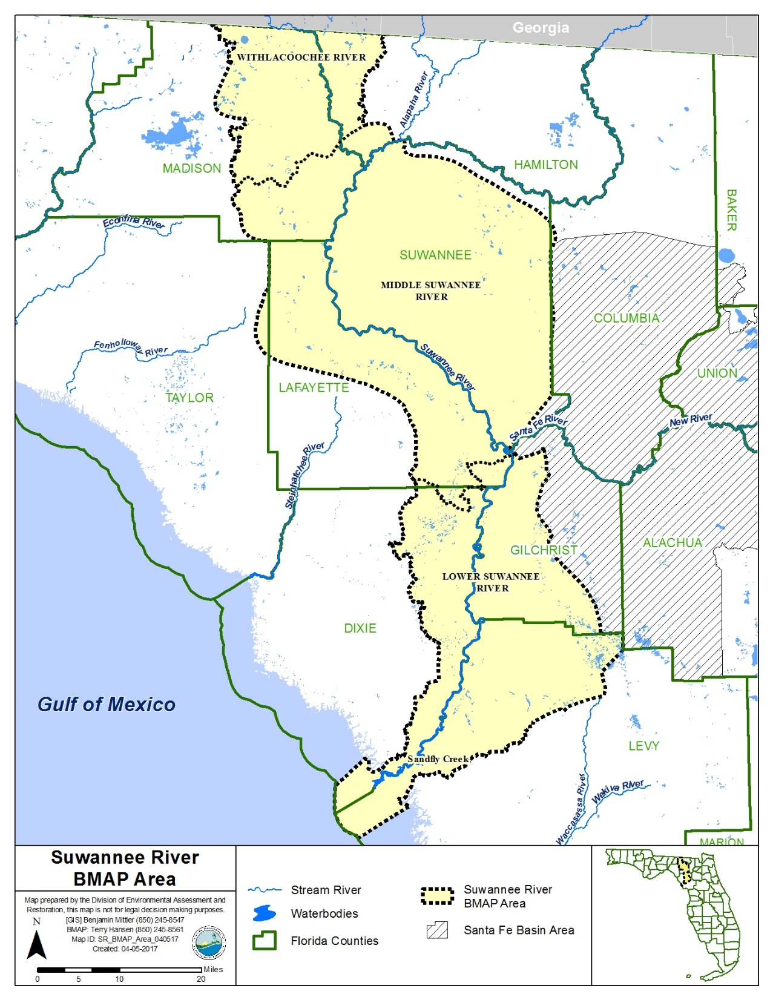 Georgia
WITHLACOOCHEE RIVER
Alapaha River
MADISON
HAMILTON
BAKER
Econfina River
SUWANNEE
MIDDLE SUWANNEE
RIVER
COLUMBIA
Fenholloway River
Suwannee River
UNION
LAFAYETTE
TAYLOR
Santa Fe River
New River
Steinhatchee River
ALACHUA
GILCHRIST
LOWER SUWANNEE
RIVER
DIXIE
Gulf of Mexico
LEVY
Sandfly Creek
Waccasassa River
Wekiva River
MARION
Suwannee River
BMAP Area
Map prepared by the Division of Environmental Assessment and
Restoration, this map is not for legal decision making purposes.
[GIS] Benjamin Mittler (850) 245-8547
BMAP: Terry Hansen (850) 245-8561
Map ID: SR_BMAP_Area_040517
Created: 04-05-2017
N
Miles
0 5 10 20
Stream River
Waterbodies
Florida Counties
Suwannee River
BMAP Area
Santa Fe Basin Area